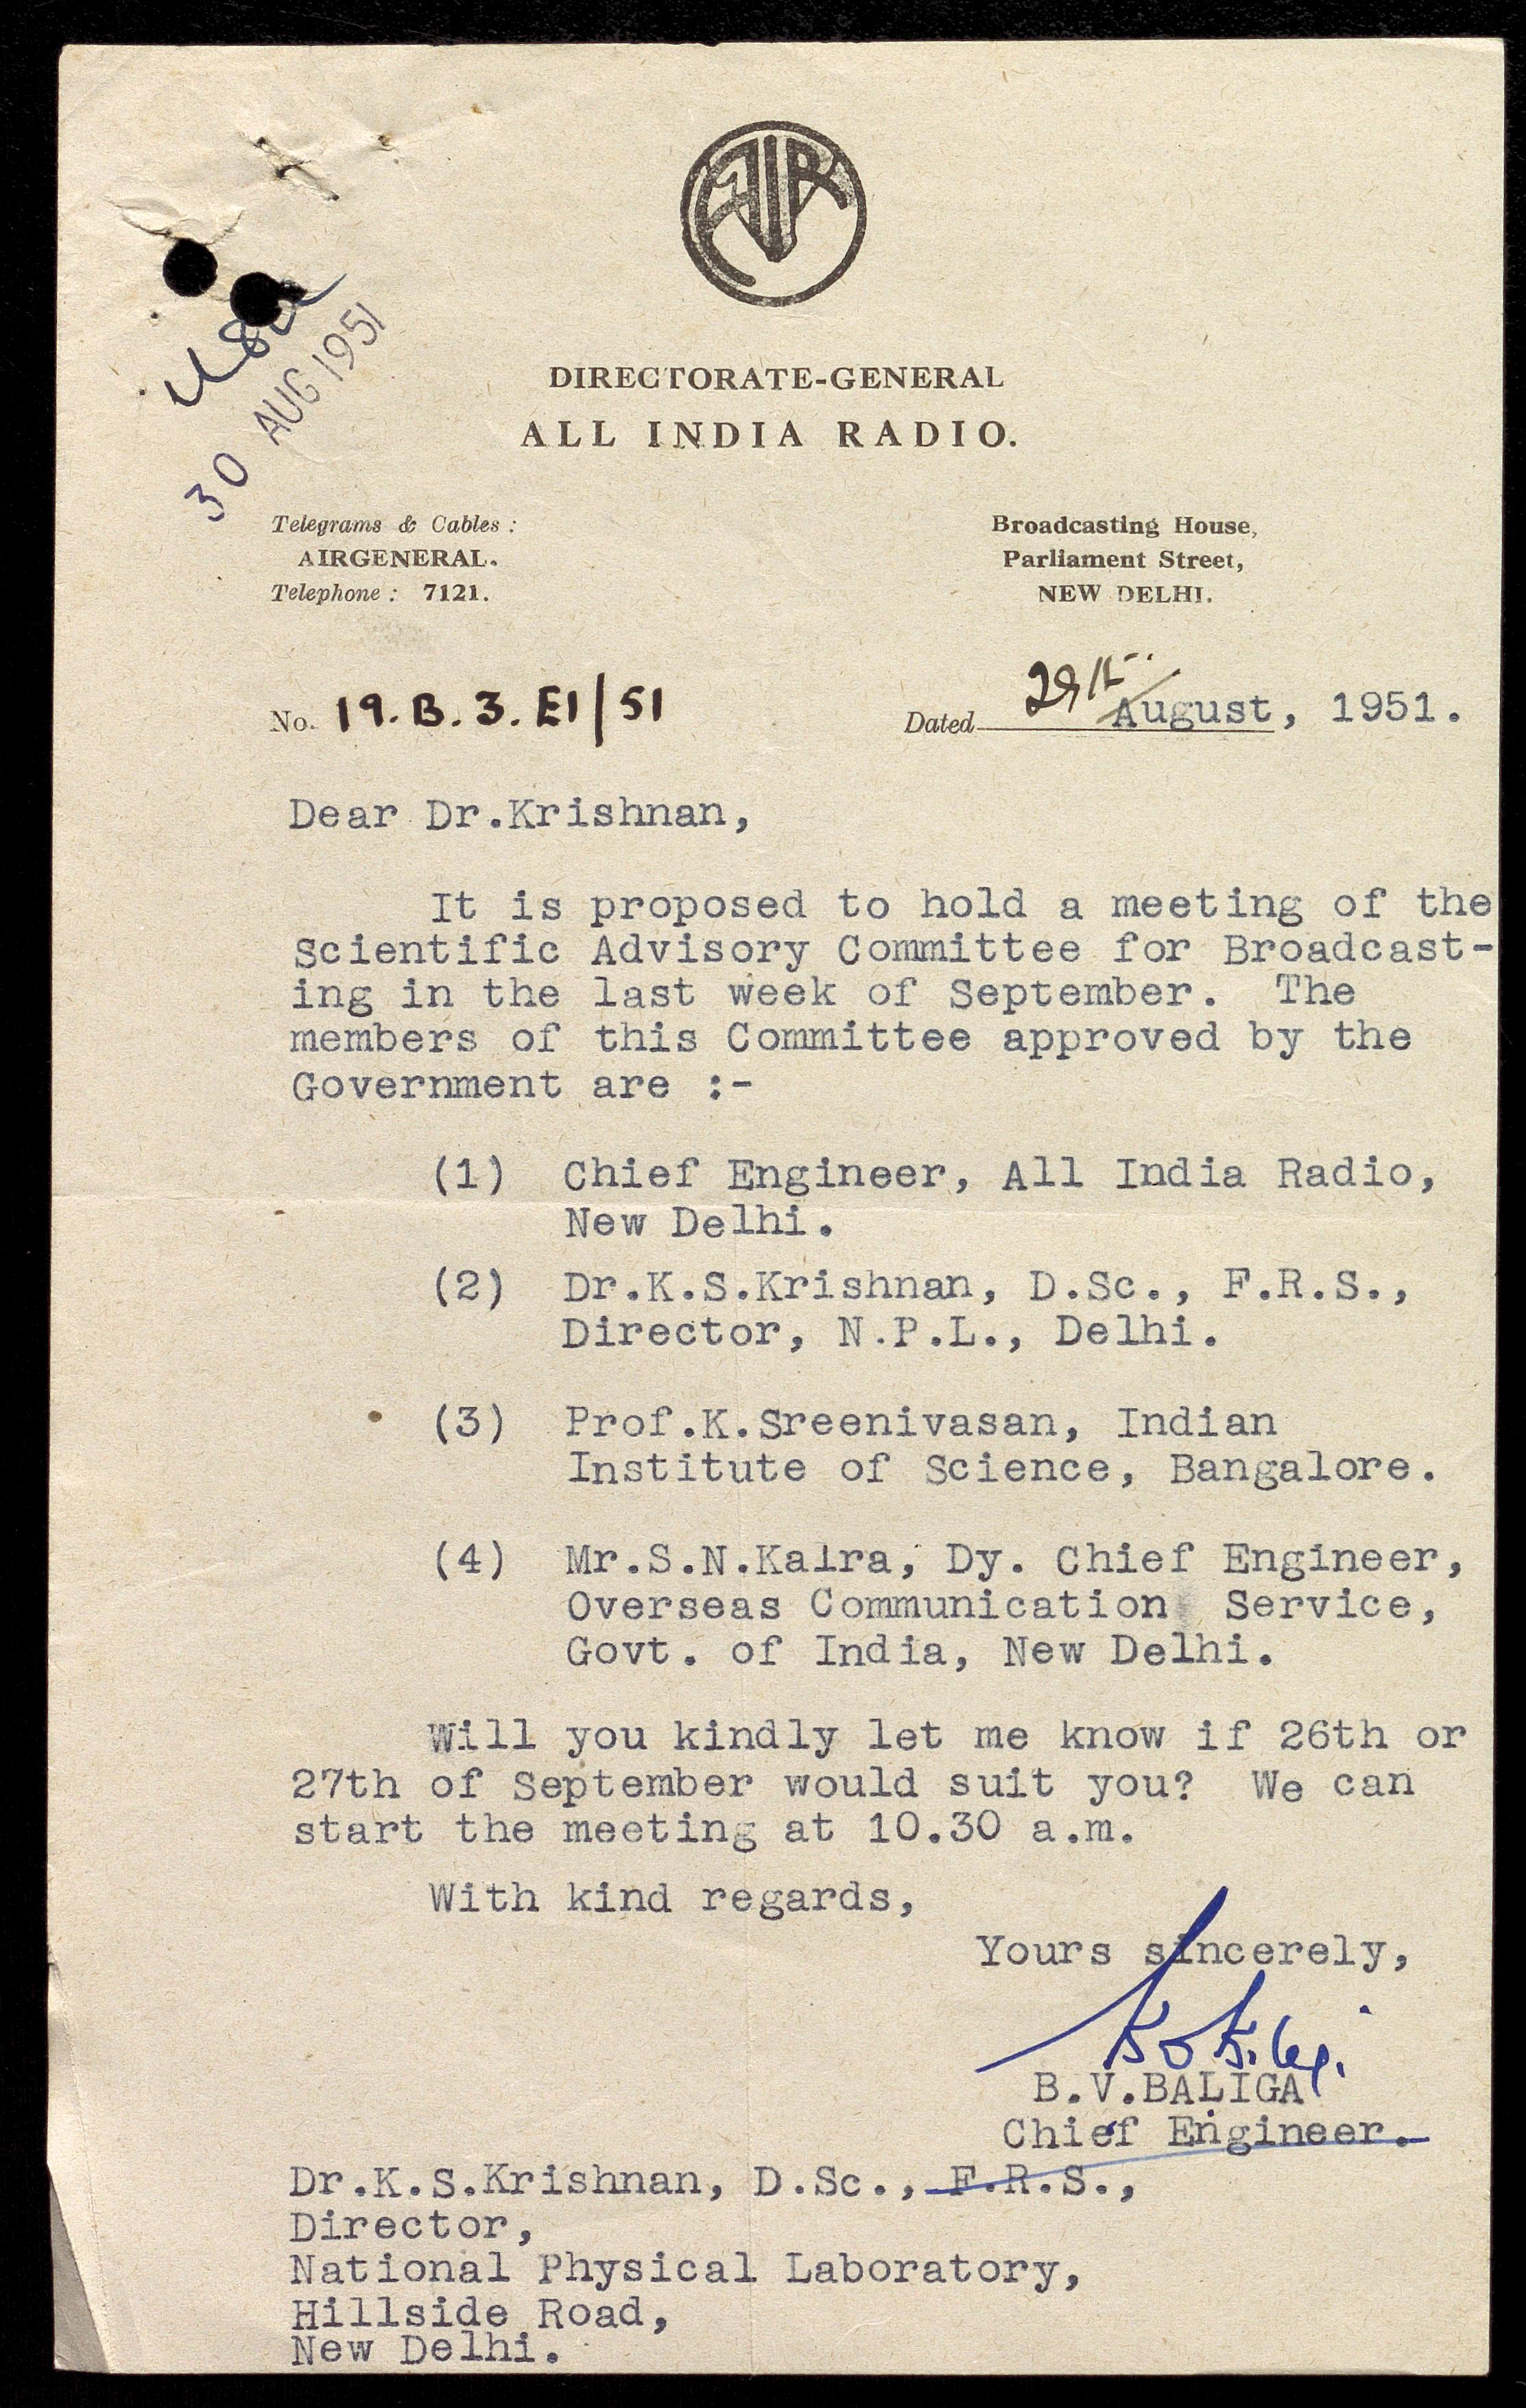 AIR
30 AUG 1951
DIRECTORATE-GENERAL
ALL INDIA RADIO.
Telegrams & Cables :
AIRGENERAL.
Telephone : 7121.
Broadcasting House,
Parliament Street,
NEW DELHI.
No. 19.B.3.E1/51
Dated 29th August, 1951.
Dear Dr.Krishnan,
It is proposed to hold a meeting of the
Scientific Advisory Committee for Broadcast-
ing in the last week of September. The
members of this Committee approved by the
Government are :-
(1) Chief Engineer, All India Radio,
New Delhi.
(2) Dr.K.S.Krishnan, D.Sc., F.R.S.,
Director, N.P.L., Delhi.
(3) Prof.K.Sreenivasan, Indian
Institute of Science, Bangalore.
(4) Mr.S.N.Kalra, Dy. Chief Engineer,
Overseas Communication Service,
Govt. of India, New Delhi.
Will you kindly let me know if 26th or
27th of September would suit you? We can
start the meeting at 10.30 a.m.
With kind regards,
Yours sincerely,
B.V.BALIGA
Chief Engineer.
Dr.K.S.Krishnan, D.Sc., F.R.S.,
Director,
National Physical Laboratory,
Hillside Road,
New Delhi.